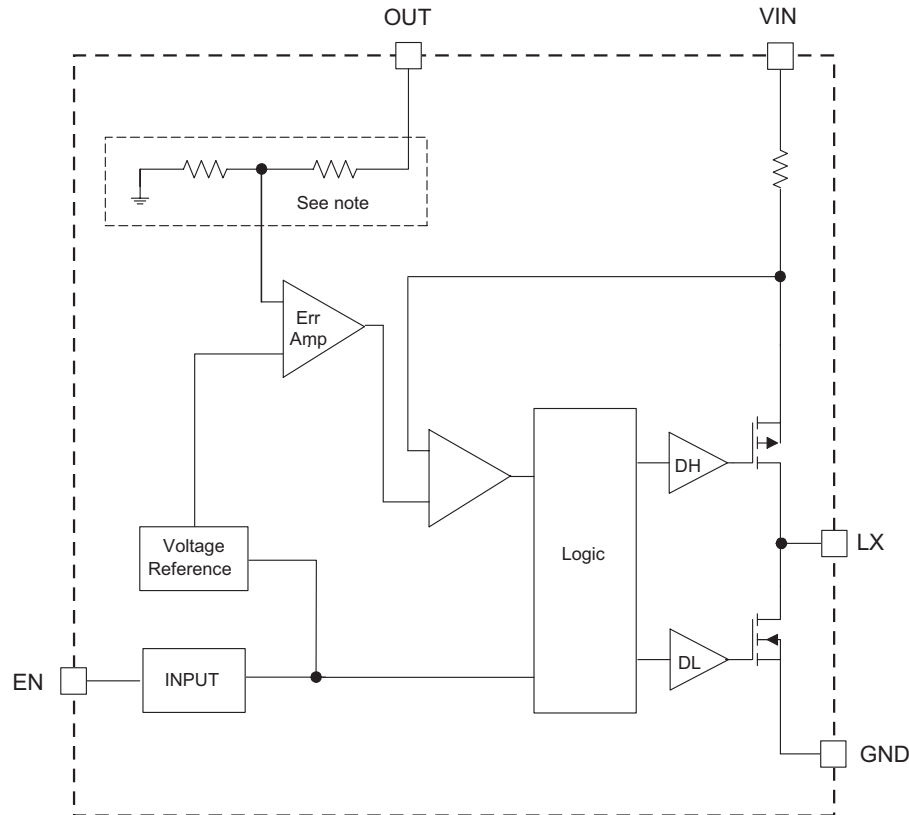 OUT
VIN
See note
Err
Amp
DH
Voltage
Reference
Logic
LX
EN
INPUT
DL
GND